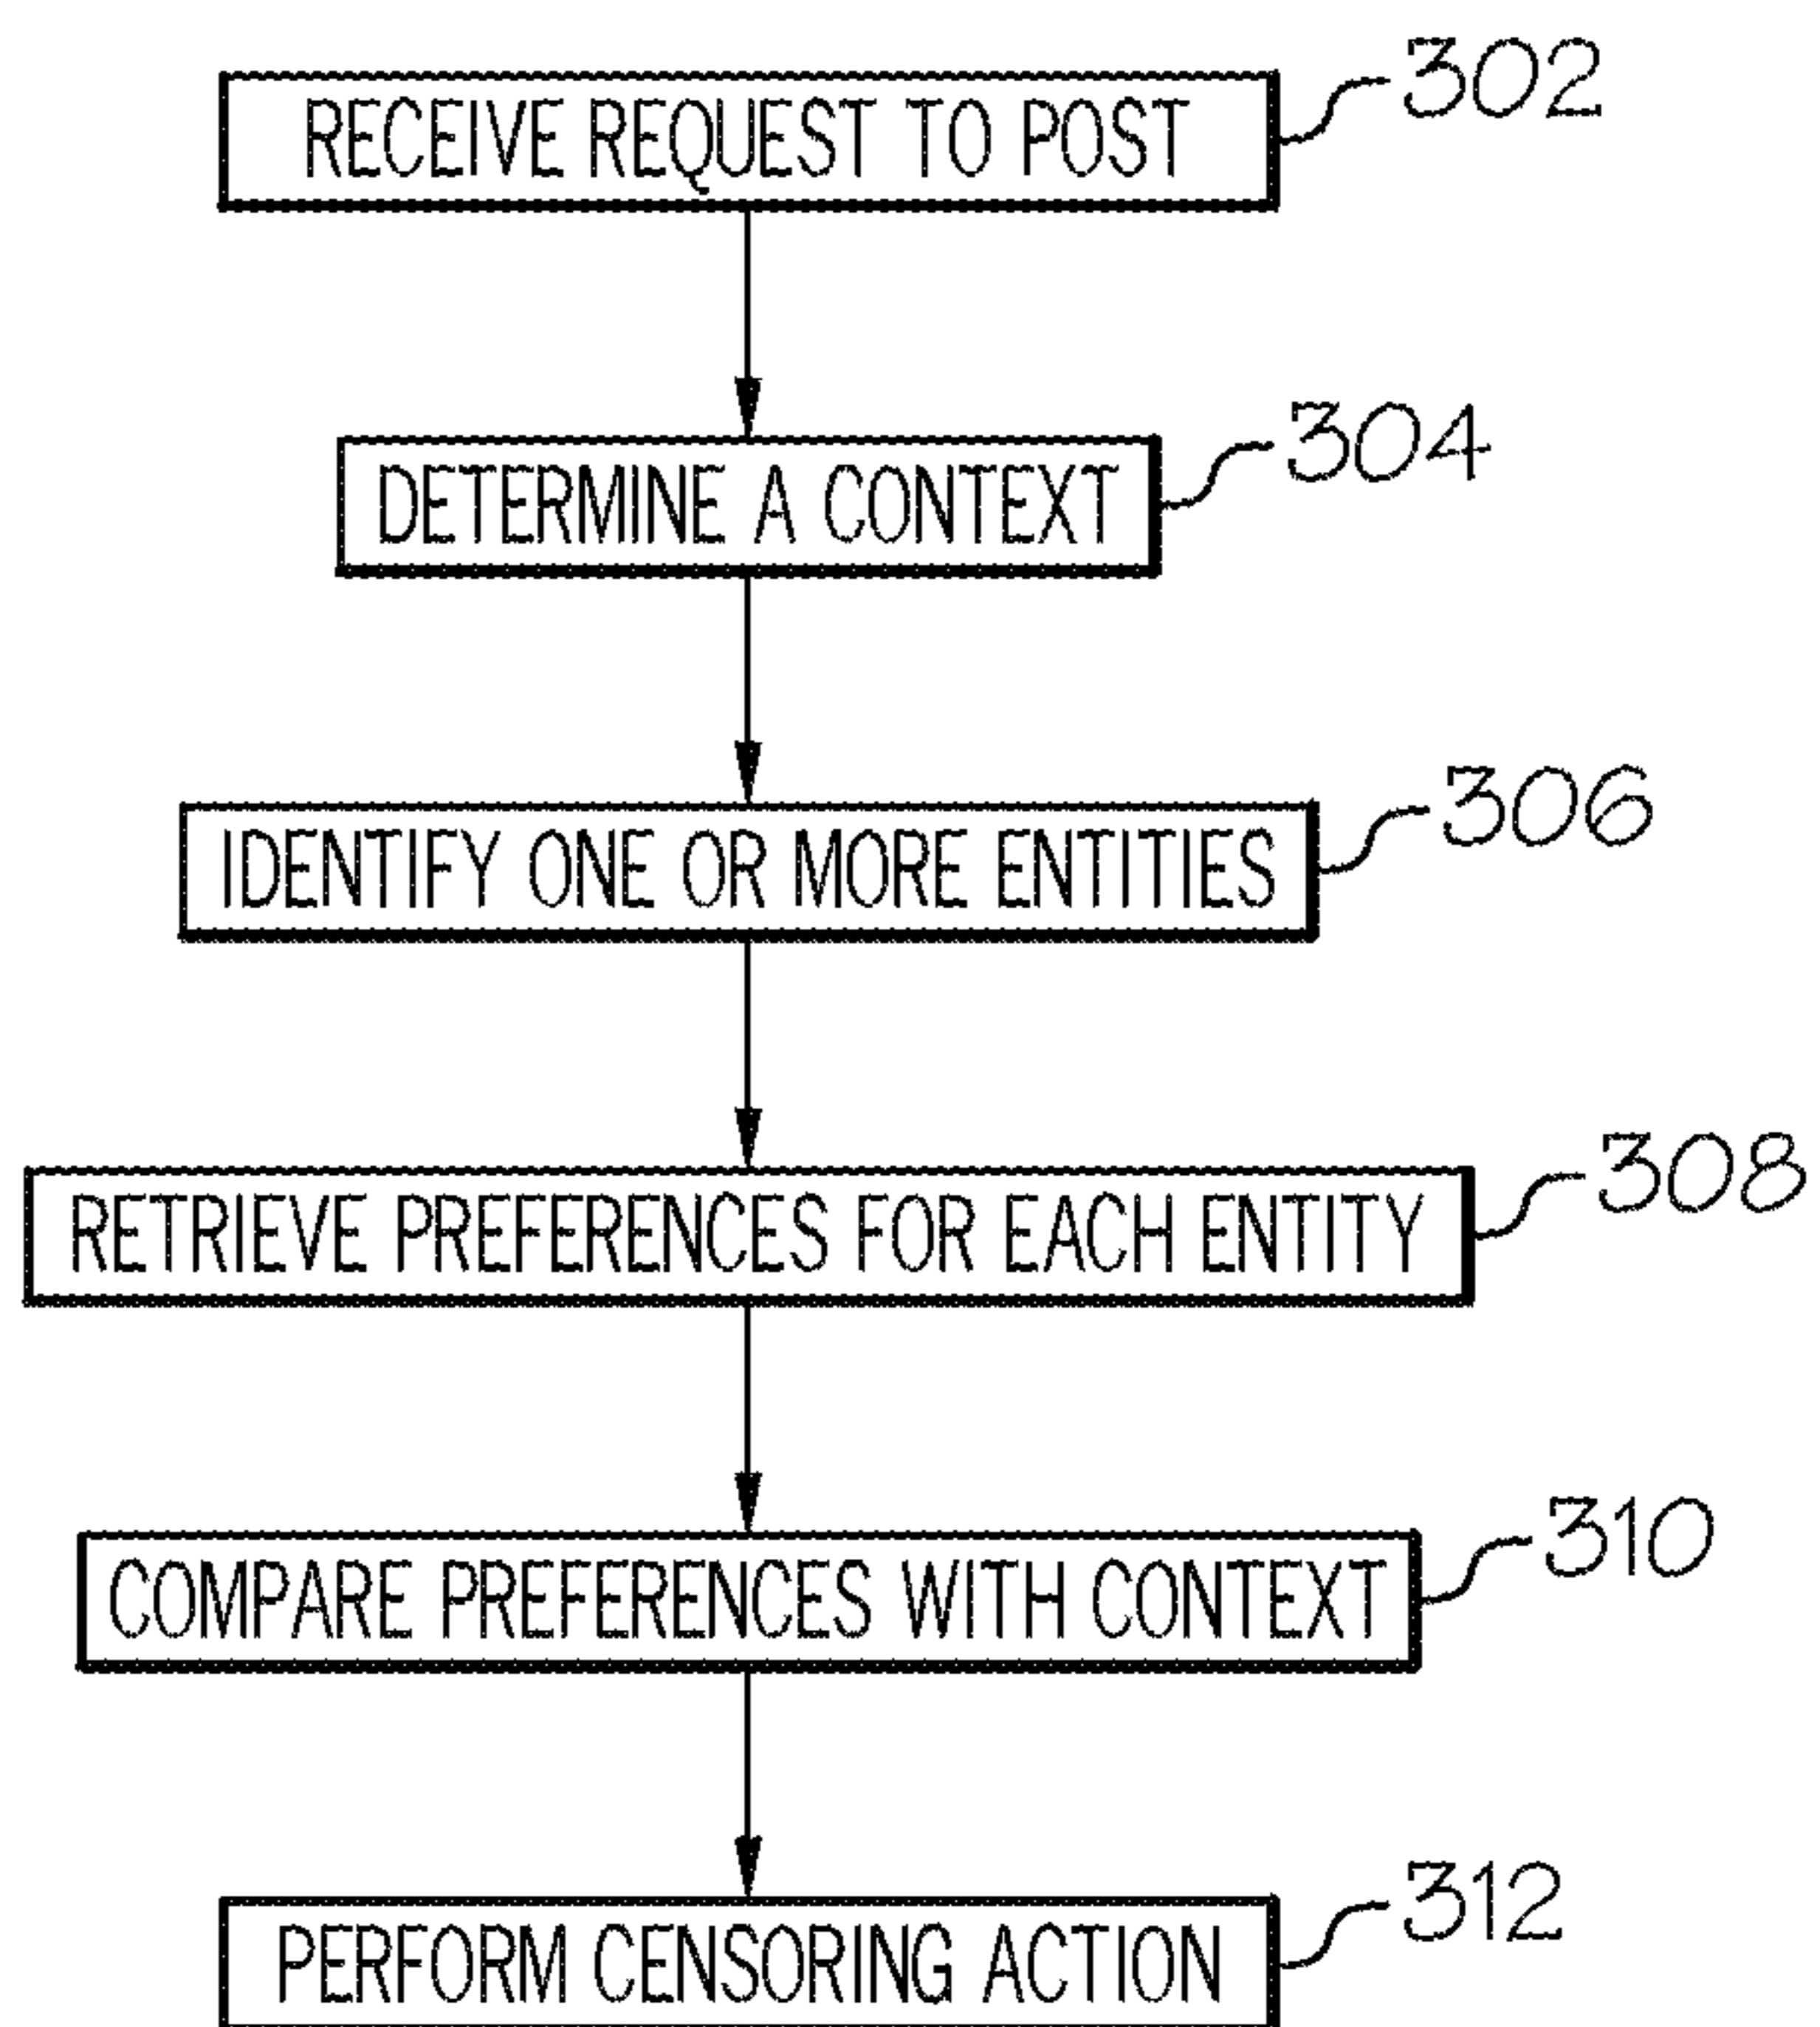 RECEIVE REQUEST TO POST 302
DETERMINE A CONTEXT 304
IDENTIFY ONE OR MORE ENTITIES 306
RETRIEVE PREFERENCES FOR EACH ENTITY 308
COMPARE PREFERENCES WITH CONTEXT 310
PERFORM CENSORING ACTION 312